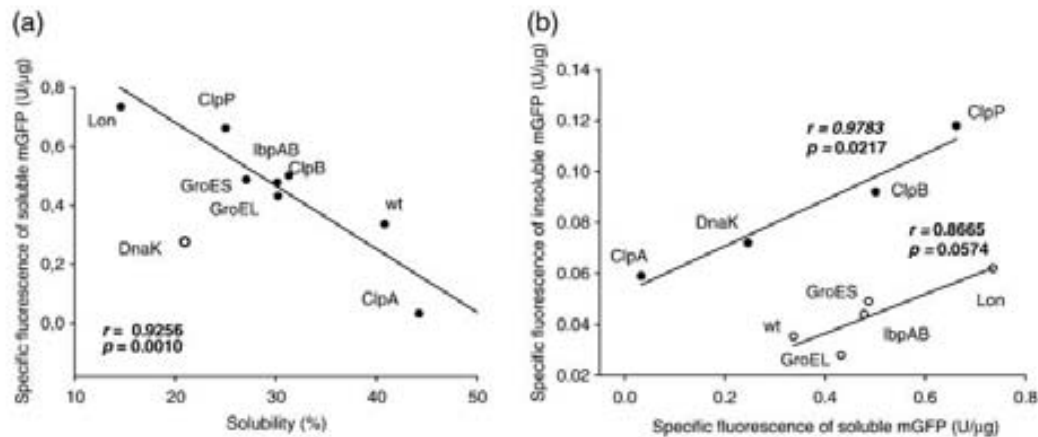 (a)
Specific fluorescence of soluble mGFP (U/µg)
0,8
0,6
0,4
0,2
0,0
Lon
ClpP
IbpAB
ClpB
GroES
GroEL
DnaK
wt
ClpA
r = 0.9256
p = 0.0010
10
20
30
40
50
Solubility (%)
(b)
Specific fluorescence of insoluble mGFP (U/µg)
0.14
0.12
0.10
0.08
0.06
0.04
0.02
r = 0.9783
p = 0.0217
ClpP
ClpB
DnaK
ClpA
r = 0.8665
p = 0.0574
GroES
Lon
wt
IbpAB
GroEL
0.0
0.2
0.4
0.6
0.8
Specific fluorescence of soluble mGFP (U/µg)